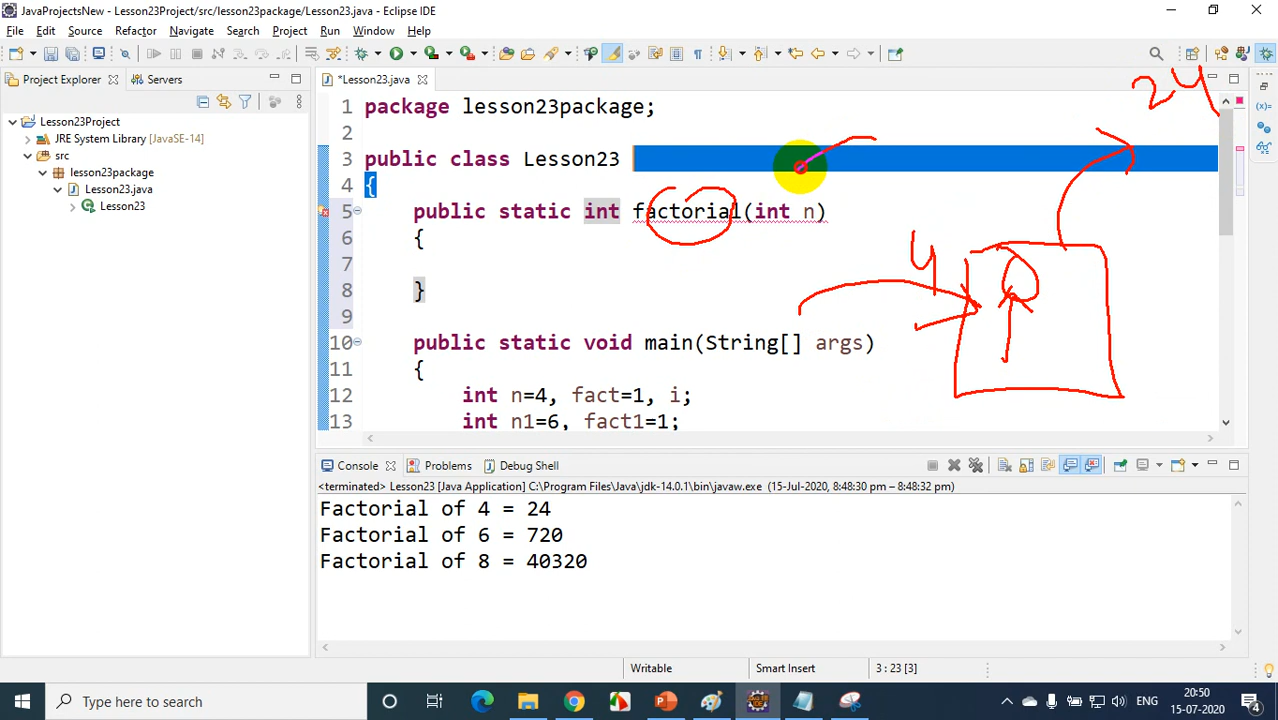 JavaProjectsNew - Lesson23Project/src/lesson23package/Lesson23.java - Eclipse IDE
File Edit Source Refactor Navigate Search Project Run Window Help
Project Explorer Servers
*Lesson23.java
24
Lesson23Project
JRE System Library (JavaSE-14)
src
lesson23package
Lesson23.java
Lesson23
1 package lesson23package;
2
3 public class Lesson23
4 {
5 public static int factorial(int n)
6 {
7
8 }
9
10 public static void main(String[] args)
11 {
12 int n=4, fact=1, i;
13 int n1=6, fact1=1;
4
Console Problems Debug Shell
<terminated> Lesson23 [Java Application] C:\Program Files\Java\jdk-14.0.1\bin\javaw.exe (15-Jul-2020, 8:48:30 pm – 8:48:32 pm)
Factorial of 4 = 24
Factorial of 6 = 720
Factorial of 8 = 40320
Writable Smart Insert 3 : 23 [3]
Type here to search
ENG
20:50
15-07-2020